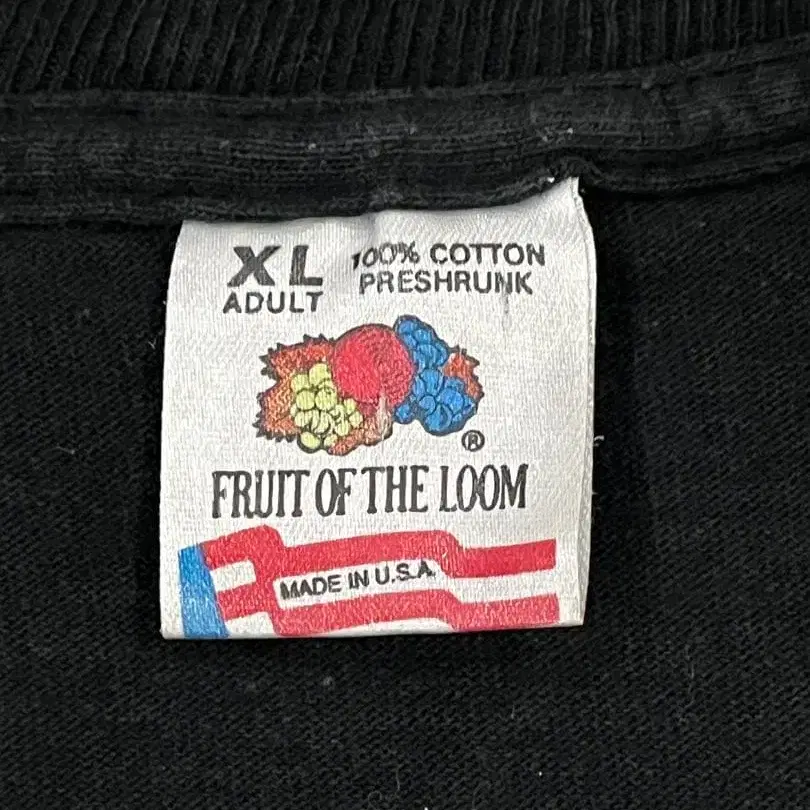 XL 100% COTTON
ADULT PRESHRUNK
®
FRUIT OF THE LOOM
MADE IN U.S.A.